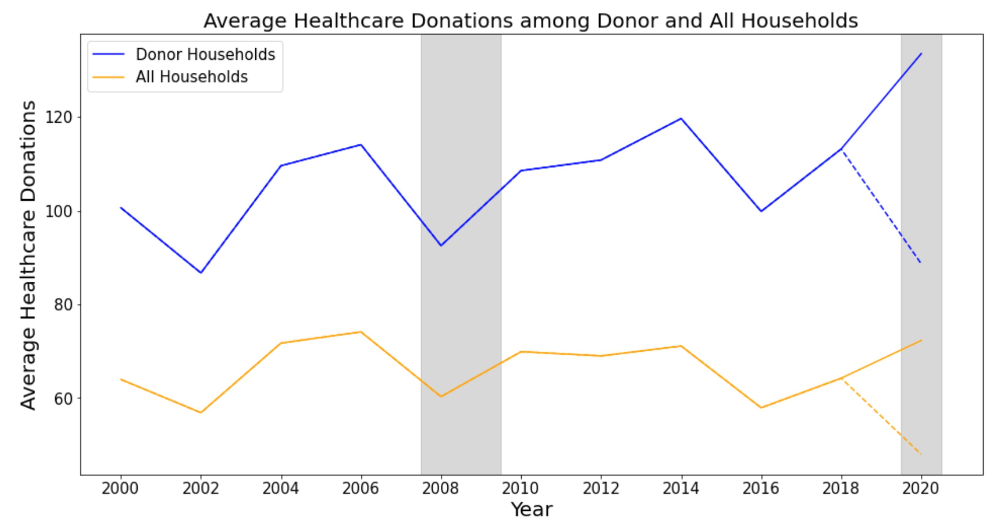 Average Healthcare Donations among Donor and All Households
Donor Households
All Households
Average Healthcare Donations
120
100
80
60
2000 2002 2004 2006 2008 2010 2012 2014 2016 2018 2020
Year